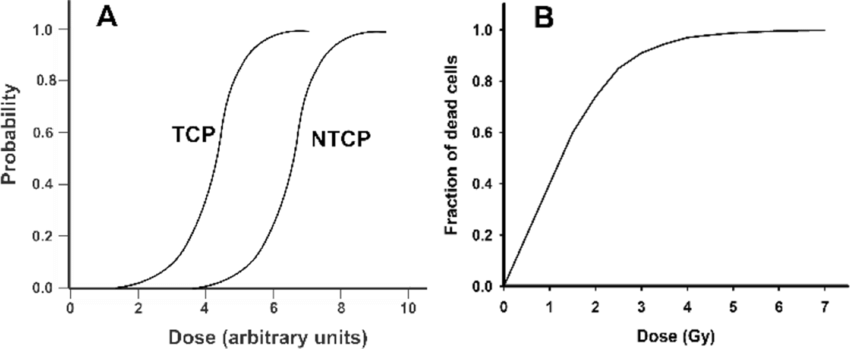 A
Probability
1.0
0.8
0.6
0.4
0.2
0.0
TCP
NTCP
0 2 4 6 8 10
Dose (arbitrary units)
B
Fraction of dead cells
1.0
0.8
0.6
0.4
0.2
0.0
0 1 2 3 4 5 6 7
Dose (Gy)